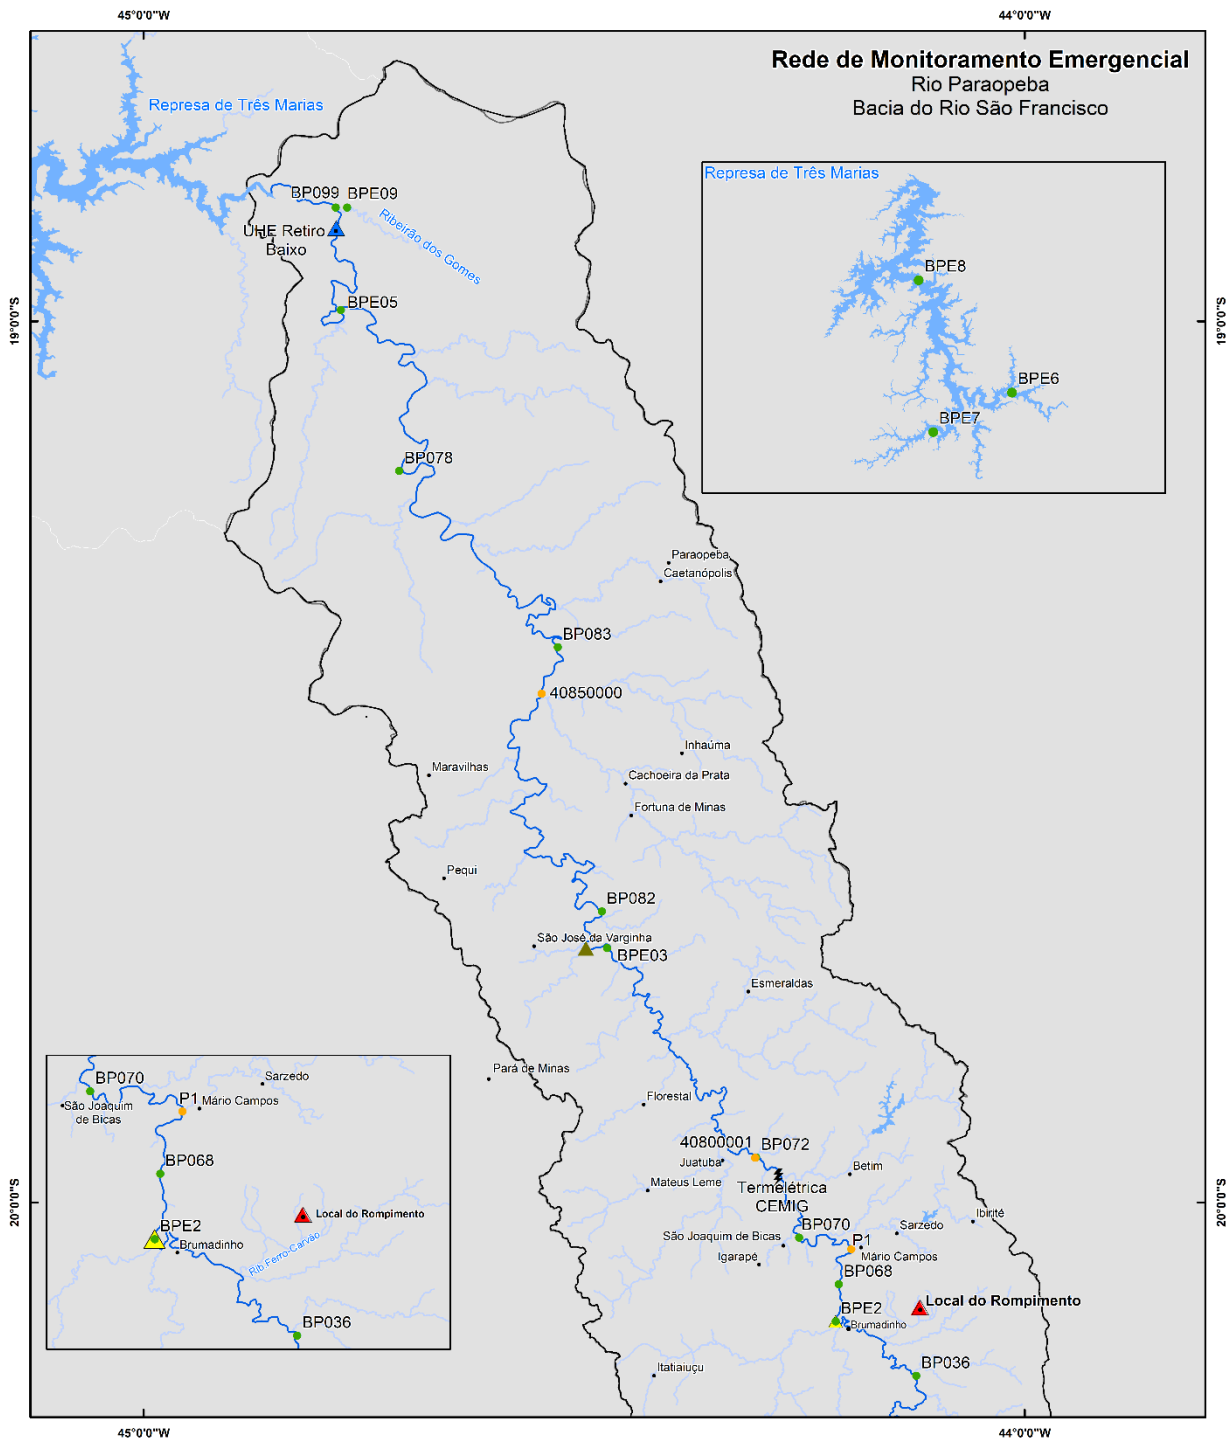 45°0'0"W
44°0'0"W
Rede de Monitoramento Emergencial
Rio Paraopeba
Bacia do Rio São Francisco
Represa de Três Marias
Represa de Três Marias
BP099
BPE09
UHE Retiro
Baixo
Ribeirão dos Gomes
BPE8
BPE05
19°0'0"S
19°0'0"S
BPE6
BPE7
BP078
Paraopeba
Caetanópolis
BP083
40850000
Inhaúma
Maravilhas
Cachoeira da Prata
Fortuna de Minas
Pequi
BP082
São José da Varginha
BPE03
Esmeraldas
Pará de Minas
Florestal
40800001
BP072
Juatuba
Betim
Termelétrica
CEMIG
Mateus Leme
20°0'0"S
20°0'0"S
Ibirité
BP070
Sarzedo
São Joaquim de Bicas
P1
Mário Campos
Igarapé
BP068
Local do Rompimento
BPE2
Brumadinho
BP036
Itatiaiuçu
Sarzedo
BP070
P1
Mário Campos
São Joaquim
de Bicas
BP068
Local do Rompimento
BPE2
Brumadinho
Rib Ferro-Carvão
BP036
45°0'0"W
44°0'0"W